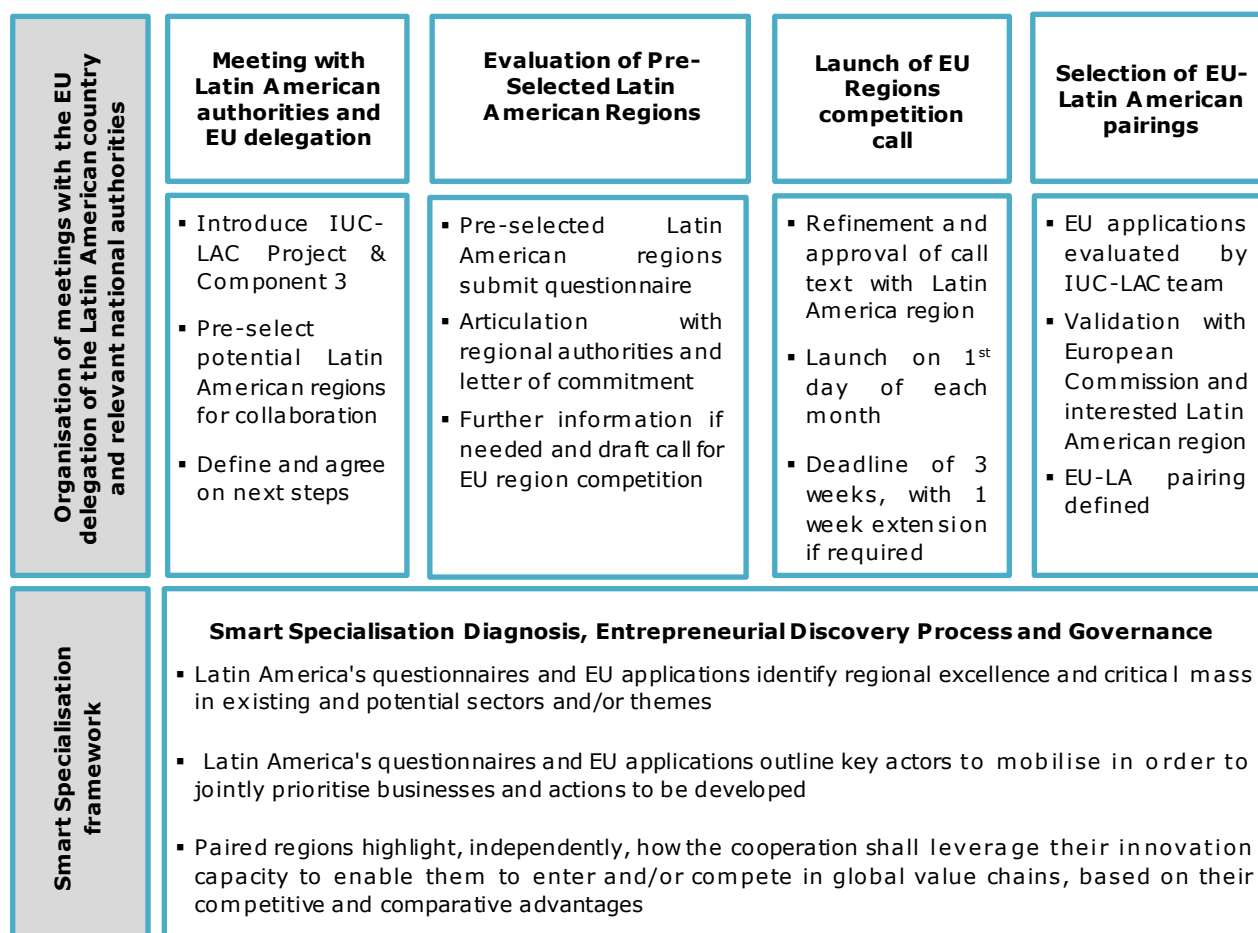 Organisation of meetings with the EU
delegation of the Latin American country
and relevant national authorities
Meeting with
Latin American
authorities and
EU delegation
▪ Introduce IUC-
LAC Project &
Component 3
▪ Pre-select
potential Latin
American regions
for collaboration
▪ Define and agree
on next steps
Evaluation of Pre-
Selected Latin
American Regions
▪ Pre-selected Latin
American regions
submit questionnaire
▪ Articulation with
regional authorities and
letter of commitment
▪ Further information if
needed and draft call for
EU region competition
Launch of EU
Regions
competition
call
▪ Refinement and
approval of call
text with Latin
America region
▪ Launch on 1st
day of each
month
▪ Deadline of 3
weeks, with 1
week extension
if required
Selection of EU-
Latin American
pairings
▪ EU applications
evaluated by
IUC-LAC team
▪ Validation with
European
Commission and
interested Latin
American region
▪ EU-LA pairing
defined
Smart Specialisation
framework
Smart Specialisation Diagnosis, Entrepreneurial Discovery Process and Governance
▪ Latin America's questionnaires and EU applications identify regional excellence and critical mass
in existing and potential sectors and/or themes
▪ Latin America's questionnaires and EU applications outline key actors to mobilise in order to
jointly prioritise businesses and actions to be developed
▪ Paired regions highlight, independently, how the cooperation shall leverage their innovation
capacity to enable them to enter and/or compete in global value chains, based on their
competitive and comparative advantages